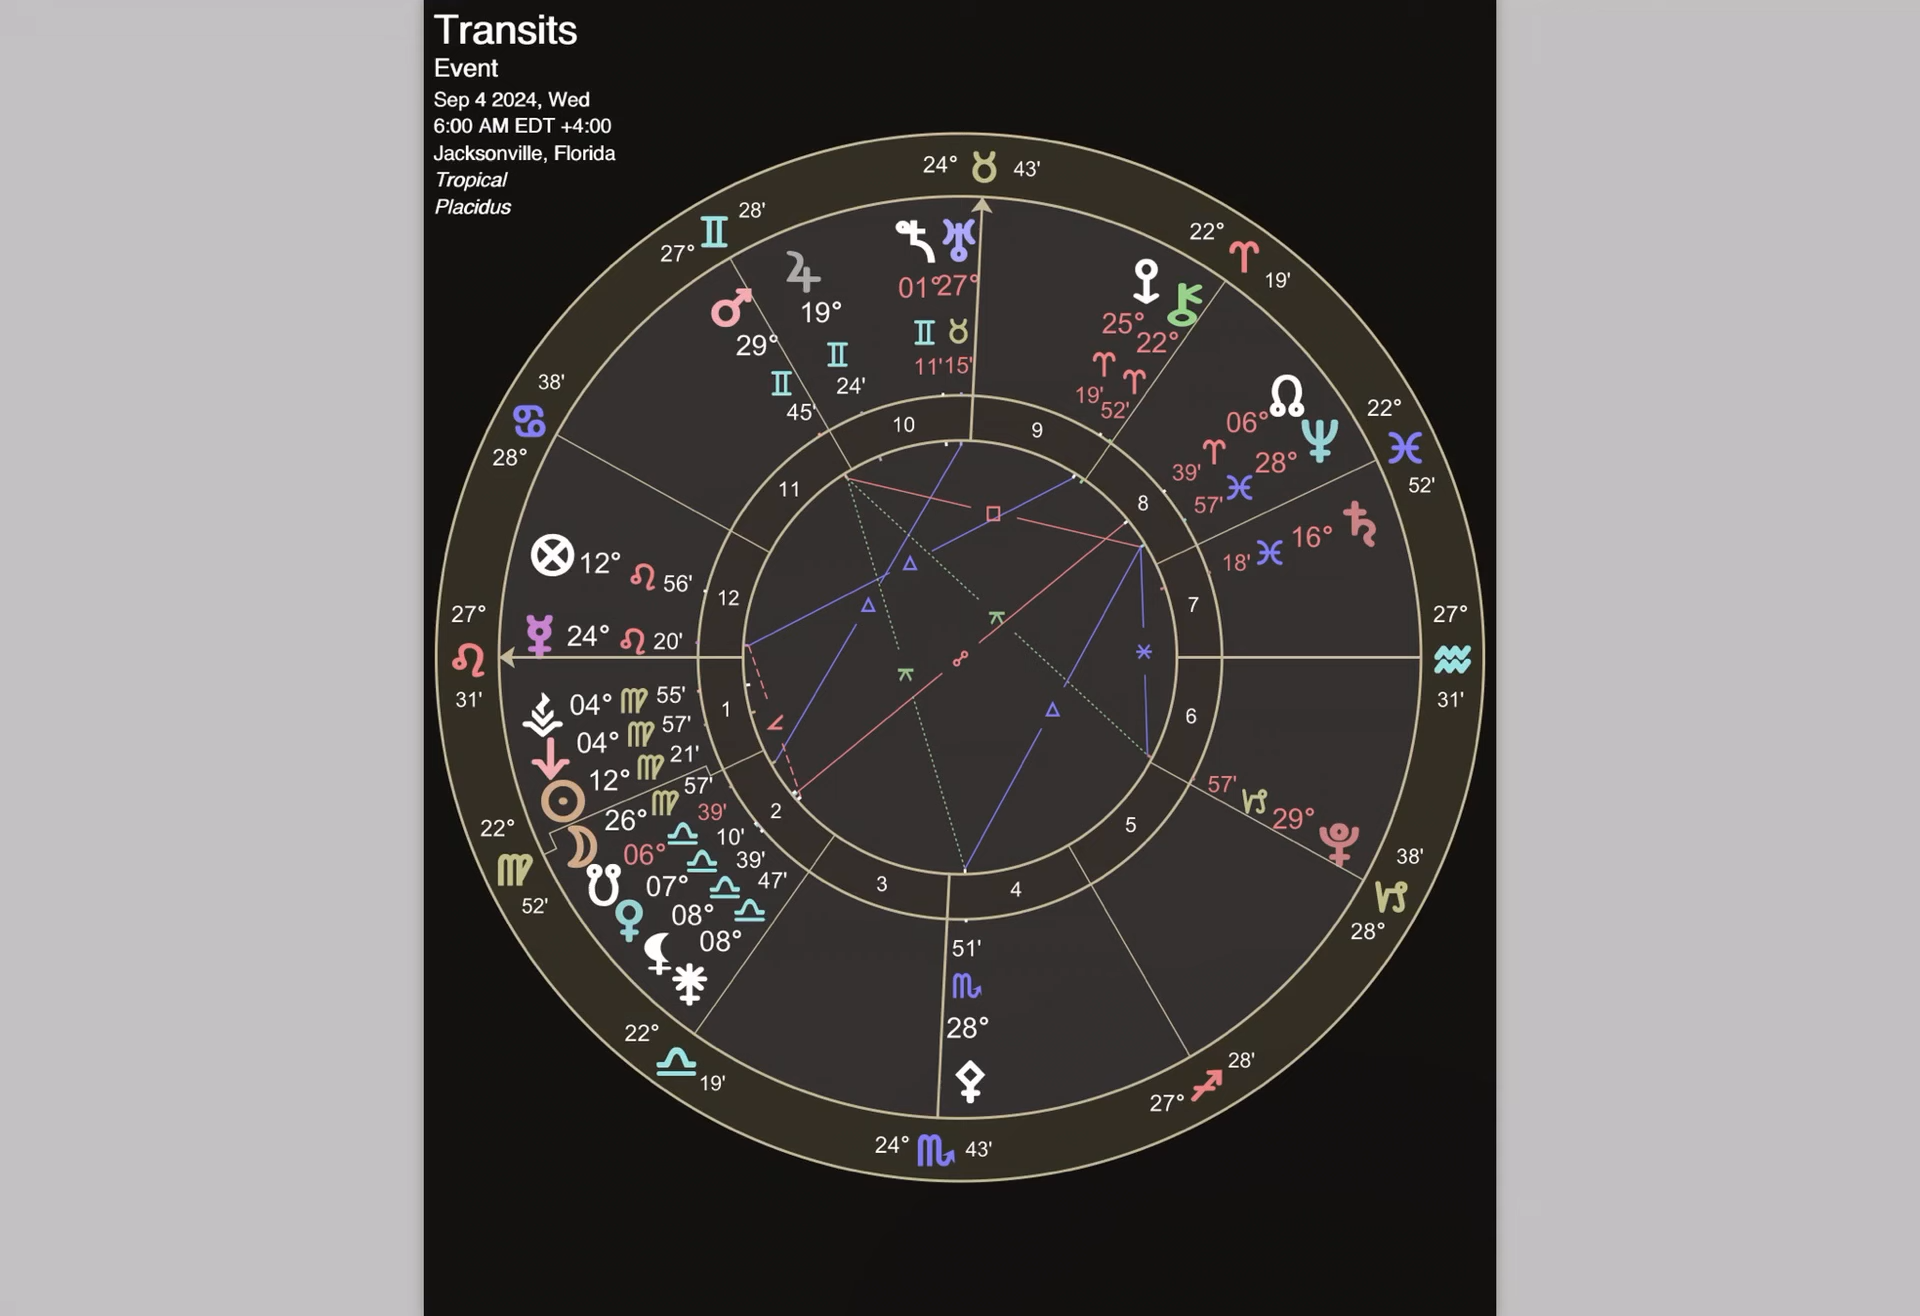 Transits
Event
Sep 4 2024, Wed
6:00 AM EDT +4:00
Jacksonville, Florida
Tropical
Placidus
24° ♉ 43'
27° ♊ 28'
22° ♈ 19'
38' ♋ 28°
22° ♓ 52'
27° ♌ 31'
27° ♒ 31'
22° ♍ 52'
38' ♑ 28°
22° ♎ 19'
27° ♐ 28'
24° ♏ 43'
⚷ 22° ♈ 52'
25° ♈ 19'
♅ 27° ♉ 15'
01° ♊ 11'
♃ 19° ♊ 24'
♂ 29° ♊ 45'
☊ 06° ♈ 39'
♆ 28° ♓ 57'
♄ 16° ♓ 18'
⊗ 12° ♌ 56'
☿ 24° ♌ 20'
04° ♍ 55'
04° ♍ 57'
☉ 12° ♍ 21'
☽ 26° ♍ 57'
☋ 06° ♎ 39'
♀ 07° ♎ 10'
⚸ 08° ♎ 39'
⚵ 08° ♎ 47'
⚴ 28° ♏ 51'
29° ♑ 57'
1
2
3
4
5
6
7
8
9
10
11
12